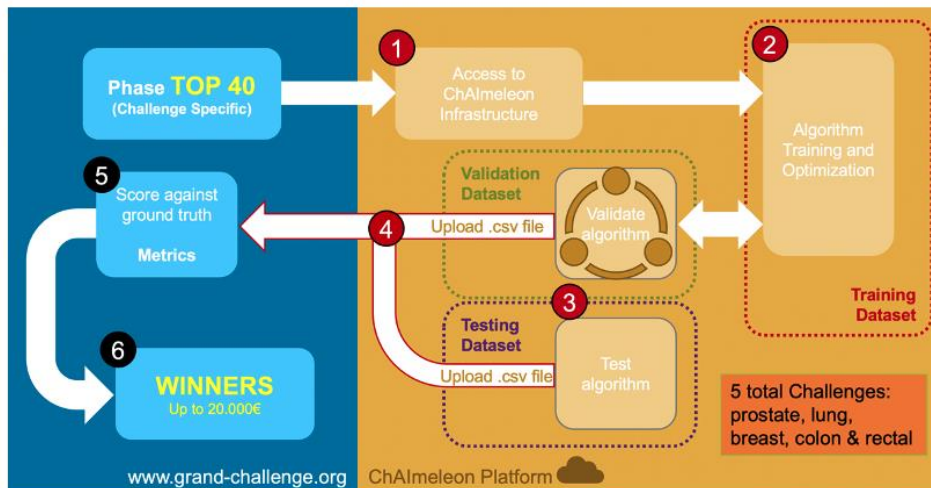 Phase TOP 40
(Challenge Specific)
1
Access to
ChAImeleon
Infrastructure
2
Algorithm
Training and
Optimization
Training
Dataset
Validation
Dataset
Validate
algorithm
Upload .csv file
3
Testing
Dataset
Test
algorithm
Upload .csv file
4
5
Score against
ground truth
Metrics
6
WINNERS
Up to 20.000€
5 total Challenges:
prostate, lung,
breast, colon & rectal
www.grand-challenge.org
ChAImeleon Platform